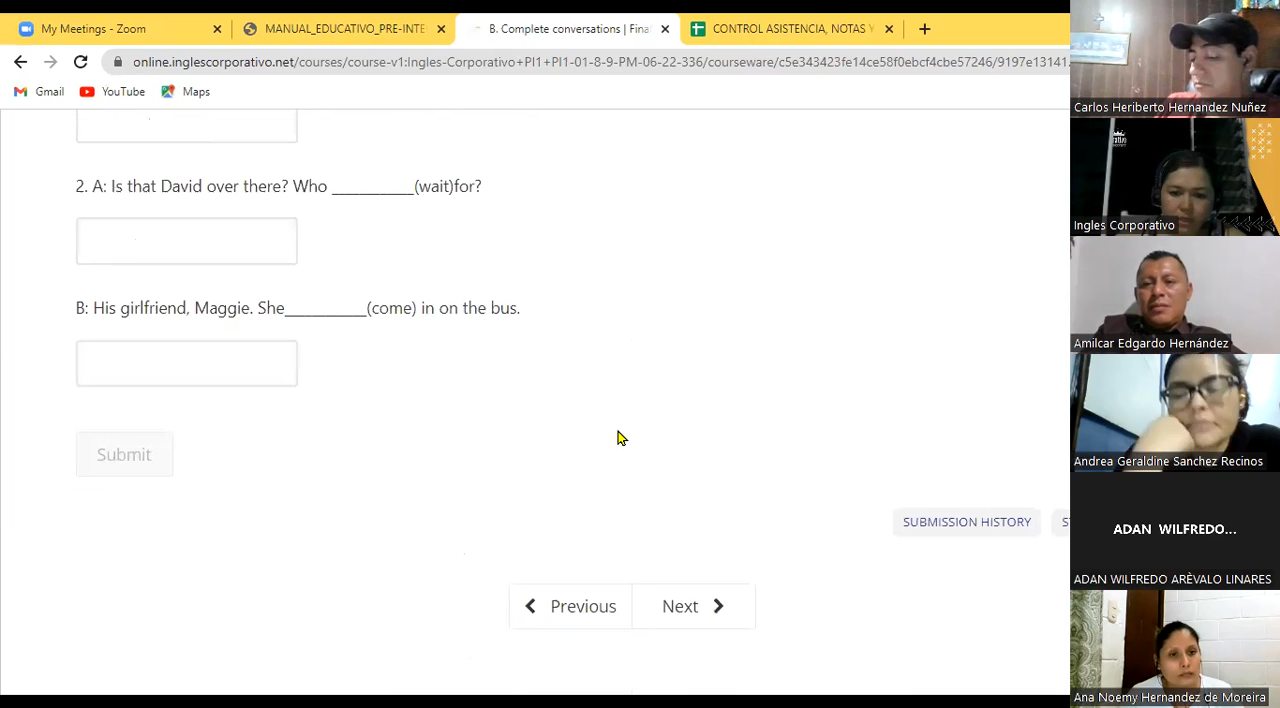 My Meetings - Zoom
MANUAL_EDUCATIVO_PRE-INTE
B. Complete conversations | Fina
CONTROL ASISTENCIA, NOTAS Y
online.inglescorporativo.net/courses/course-v1:Ingles-Corporativo+PI1+PI1-01-8-9-PM-06-22-336/courseware/c5e343423fe14ce58f0ebcf4cbe57246/9197e13141
Gmail
YouTube
Maps
2. A: Is that David over there? Who __________(wait)for?
B: His girlfriend, Maggie. She__________(come) in on the bus.
Submit
SUBMISSION HISTORY
Previous
Next
Carlos Heriberto Hernandez Nuñez
Ingles Corporativo
Amilcar Edgardo Hernández
Andrea Geraldine Sanchez Recinos
ADAN WILFREDO...
ADAN WILFREDO ARÈVALO LINARES
Ana Noemy Hernandez de Moreira